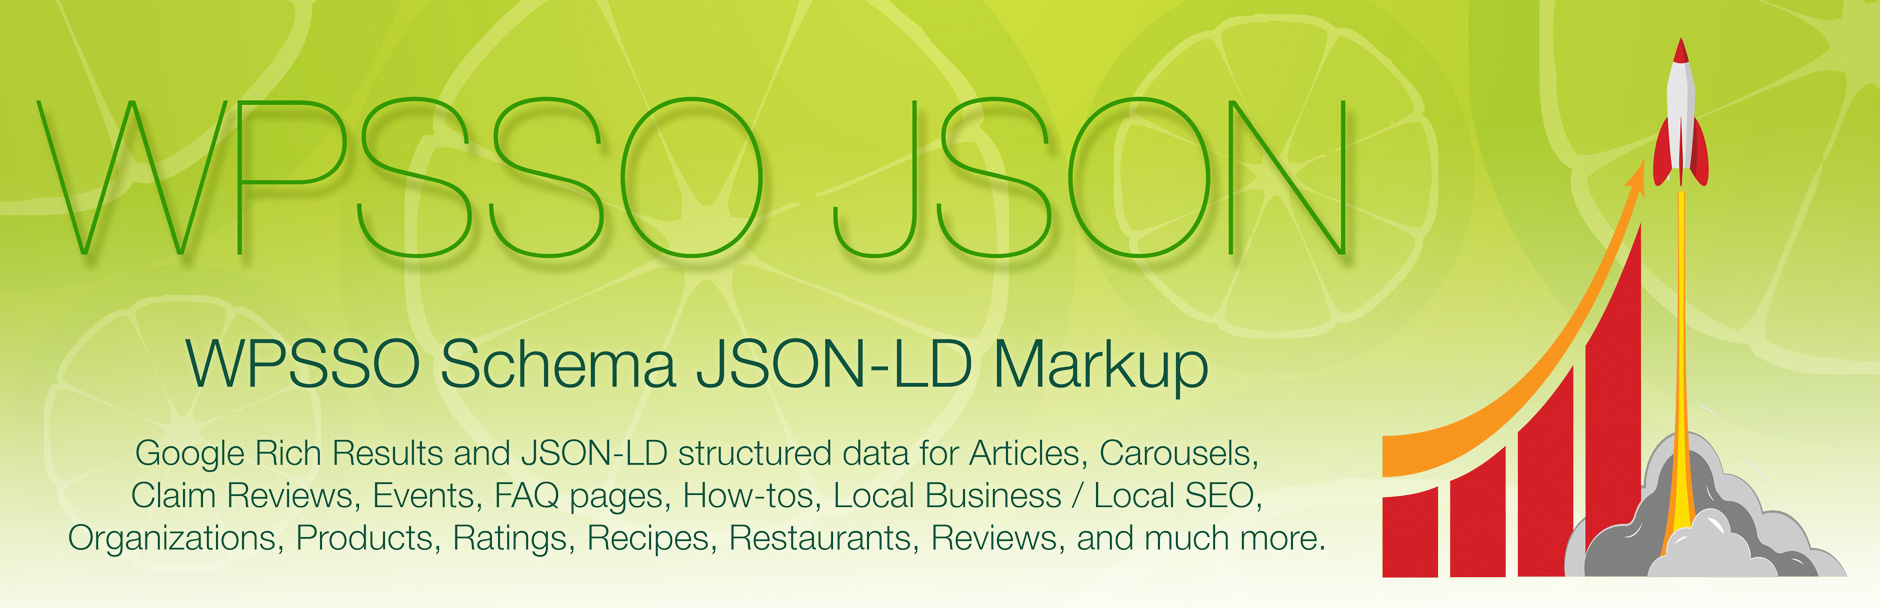 WPSSO JSON
WPSSO Schema JSON-LD Markup
Google Rich Results and JSON-LD structured data for Articles, Carousels,
Claim Reviews, Events, FAQ pages, How-tos, Local Business / Local SEO,
Organizations, Products, Ratings, Recipes, Restaurants, Reviews, and much more.